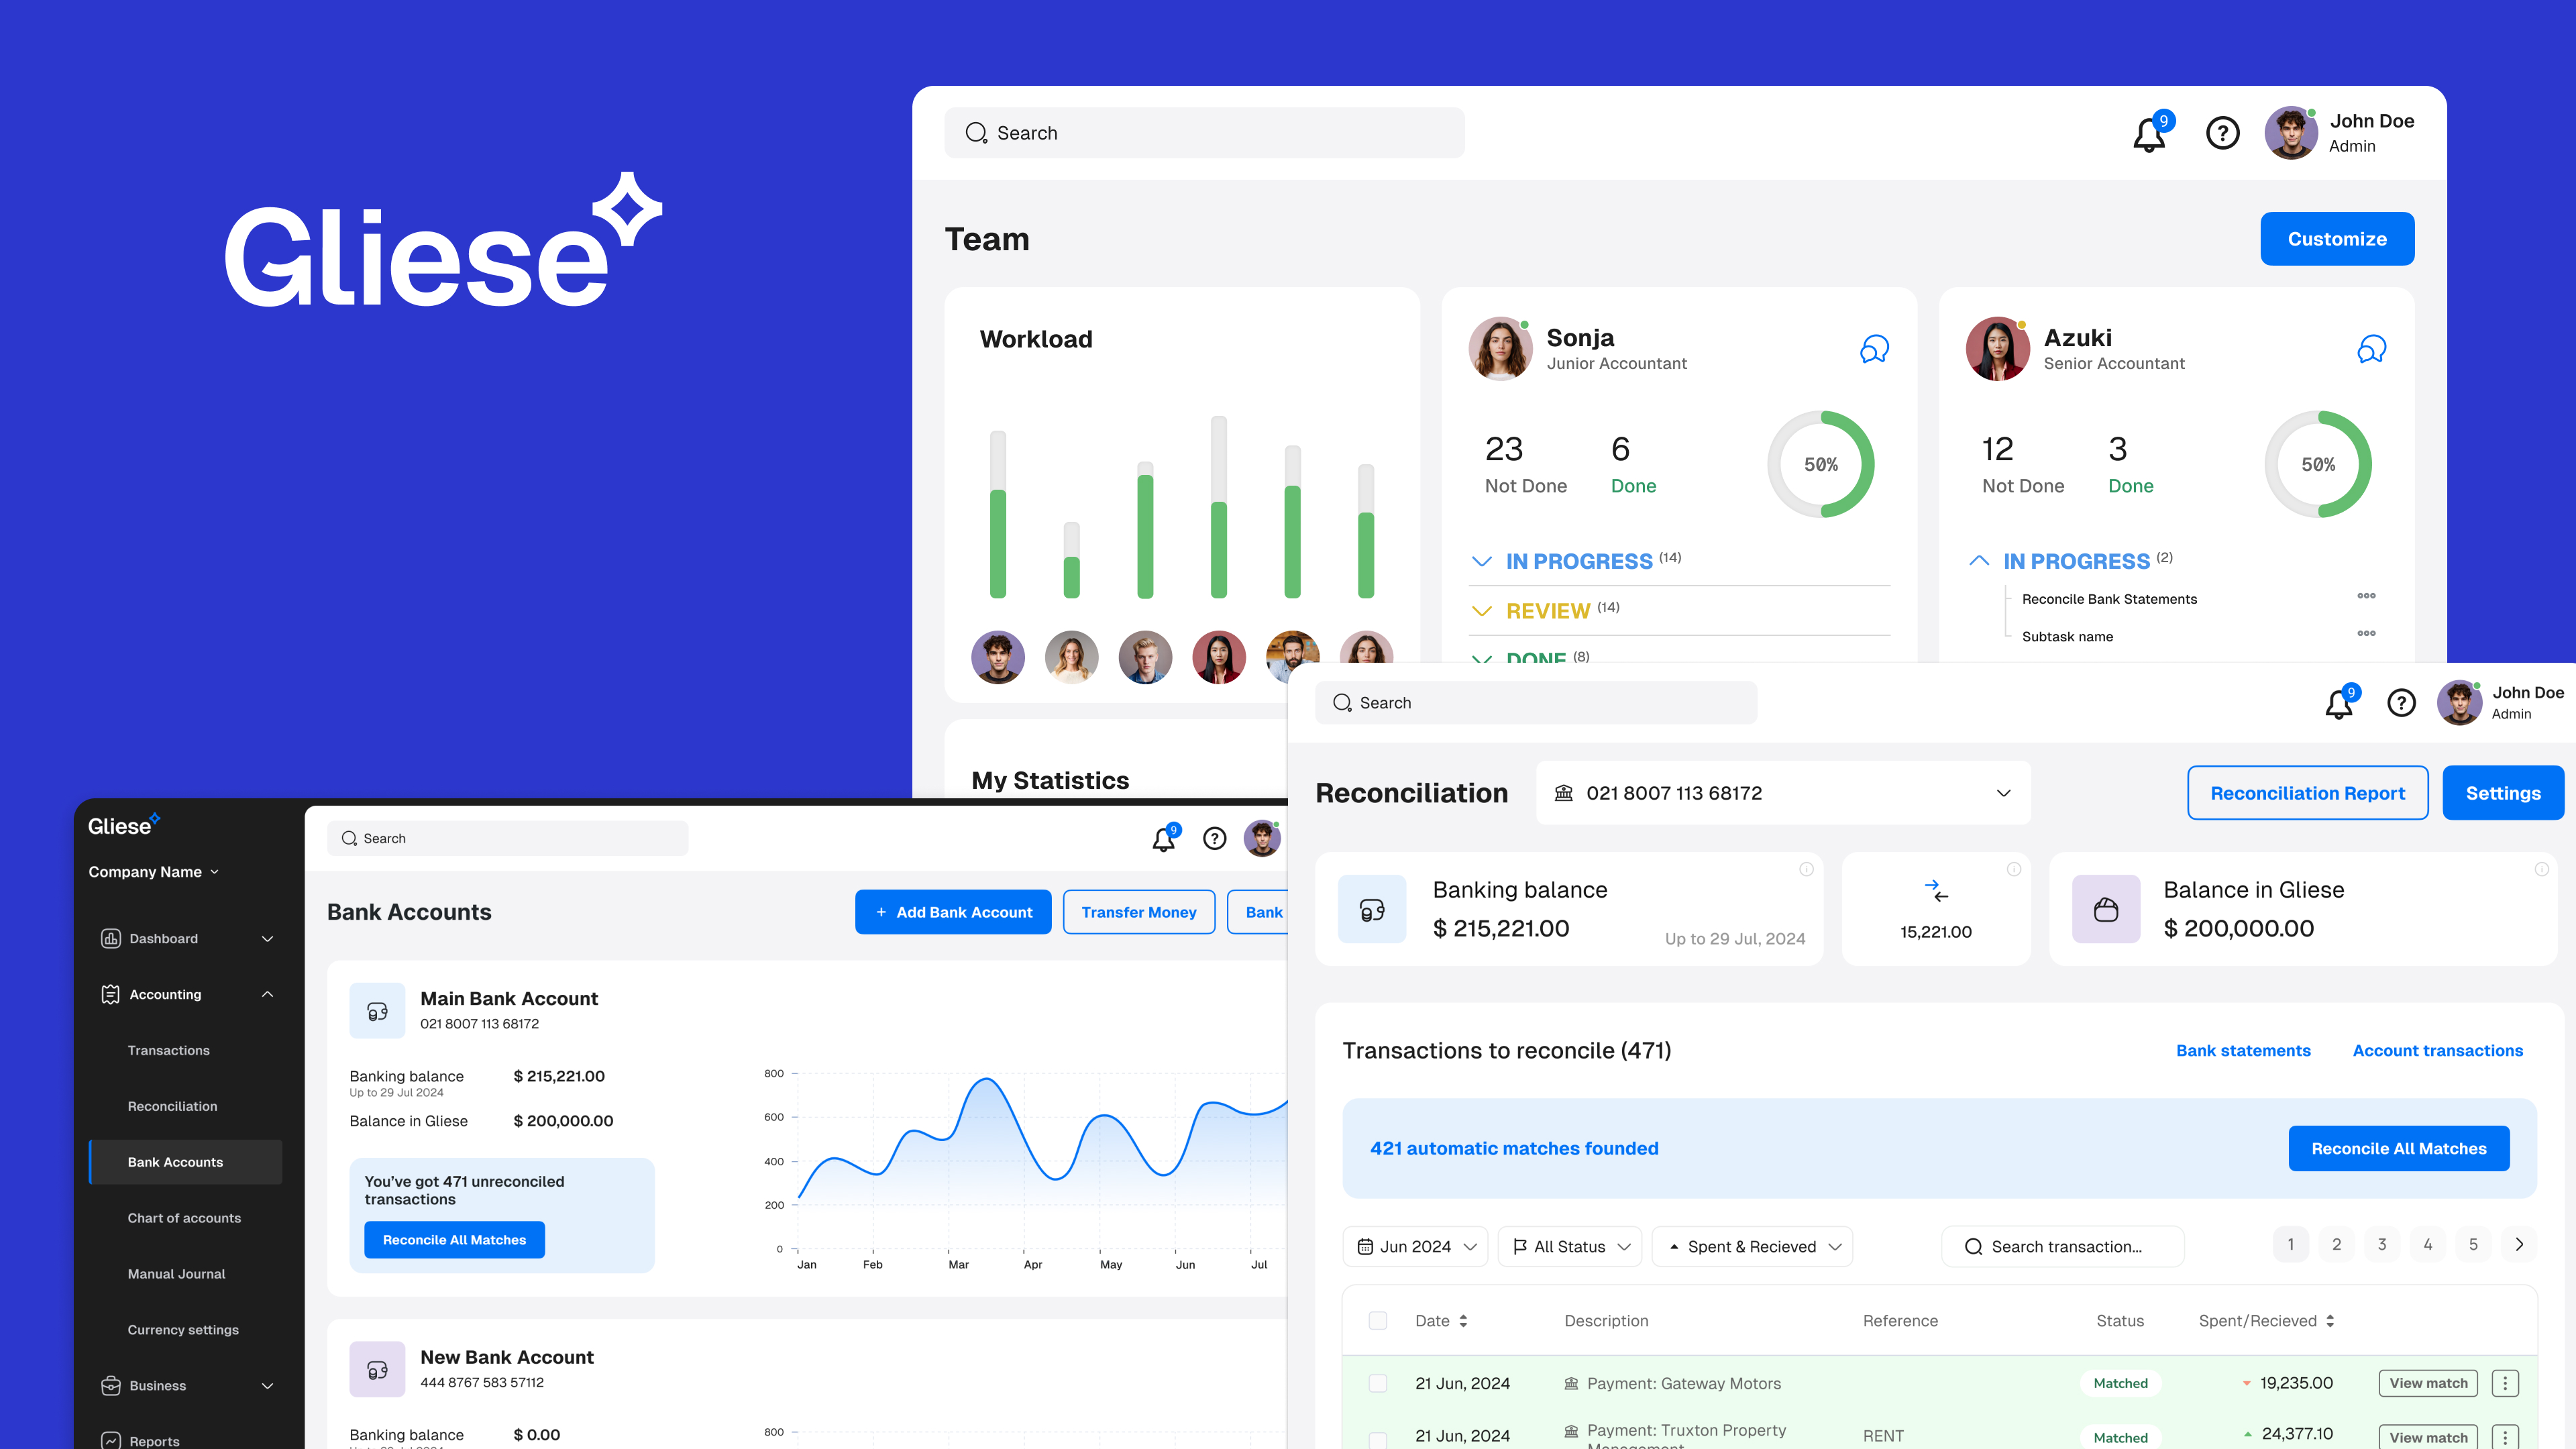 Gliese
Search
9
?
John Doe
Admin
Team
Customize
Workload
Sonja
Junior Accountant
23
Not Done
6
Done
50%
IN PROGRESS (14)
REVIEW (14)
DONE (8)
Azuki
Senior Accountant
12
Not Done
3
Done
50%
IN PROGRESS (2)
Reconcile Bank Statements
Subtask name
My Statistics
Gliese
Company Name
Dashboard
Accounting
Transactions
Reconciliation
Bank Accounts
Chart of accounts
Manual Journal
Currency settings
Business
Reports
Search
9
?
Bank Accounts
+ Add Bank Account
Transfer Money
Bank
Main Bank Account
021 8007 113 68172
Banking balance
$ 215,221.00
Up to 29 Jul 2024
Balance in Gliese
$ 200,000.00
You’ve got 471 unreconciled
transactions
Reconcile All Matches
800
600
400
200
0
Jan Feb Mar Apr May Jun Jul
New Bank Account
444 8767 583 57112
Banking balance
$ 0.00
800
Search
9
?
John Doe
Admin
Reconciliation
021 8007 113 68172
Reconciliation Report
Settings
Banking balance
$ 215,221.00
Up to 29 Jul, 2024
15,221.00
Balance in Gliese
$ 200,000.00
Transactions to reconcile (471)
Bank statements
Account transactions
421 automatic matches founded
Reconcile All Matches
Jun 2024
All Status
Spent & Recieved
Search transaction...
1 2 3 4 5
Date Description Reference Status Spent/Recieved
21 Jun, 2024 Payment: Gateway Motors Matched 19,235.00 View match
21 Jun, 2024 Payment: Truxton Property RENT Matched 24,377.10 View match